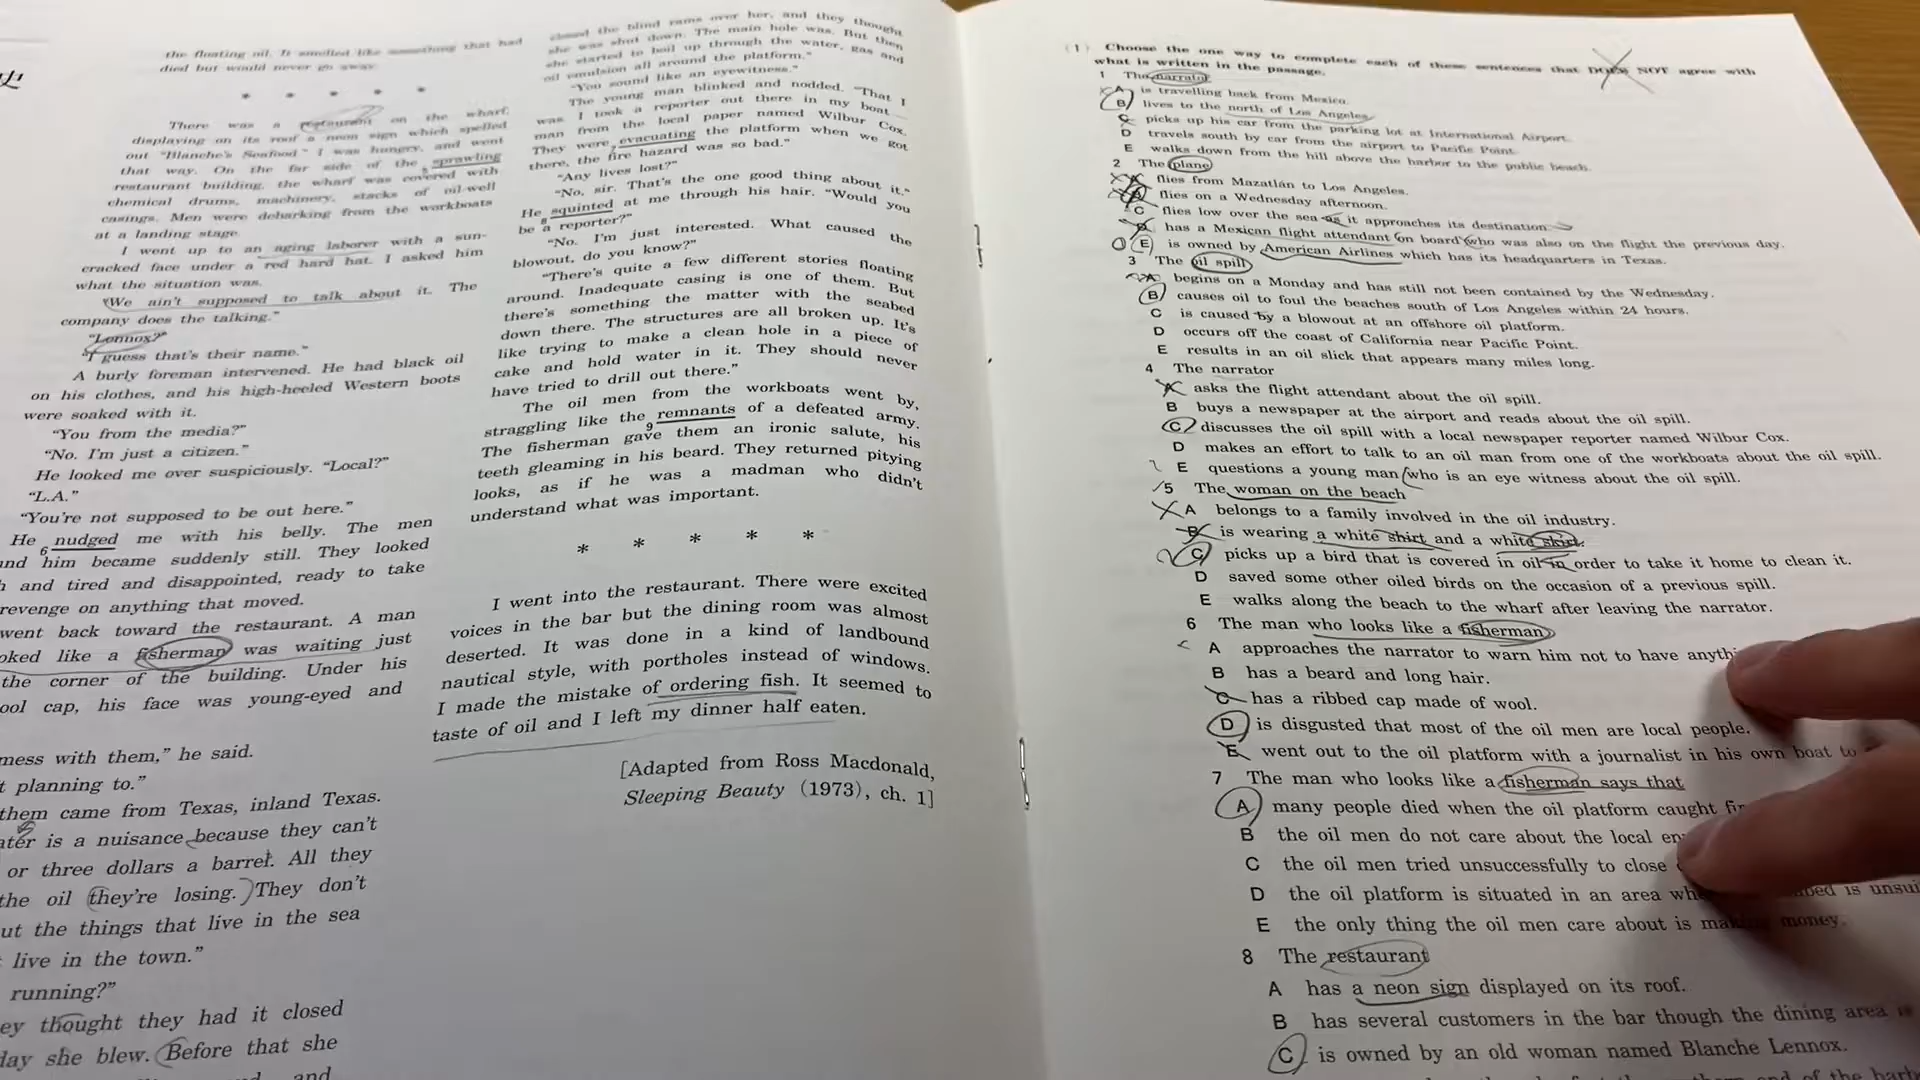 the floating oil. It smelled like something that had
died but would never go away.
* * * * *
There was a restaurant on the wharf,
displaying on its roof a neon sign which spelled
out "Blanche's Seafood." I was hungry, and went
that way. On the far side of the sprawling
restaurant building, the wharf was covered with
chemical drums, machinery, stacks of oil-well
casings. Men were debarking from the workboats
at a landing stage.
I went up to an aging laborer with a sun-
cracked face under a red hard hat. I asked him
what the situation was.
"We ain't supposed to talk about it. The
company does the talking."
"Lennox?"
"I guess that's their name."
A burly foreman intervened. He had black oil
on his clothes, and his high-heeled Western boots
were soaked with it.
"You from the media?"
"No. I'm just a citizen."
He looked me over suspiciously. "Local?"
"L.A."
"You're not supposed to be out here."
He nudged me with his belly. The men
6
him became suddenly still. They looked
and tired and disappointed, ready to take
revenge on anything that moved.
went back toward the restaurant. A man
like a fisherman was waiting just
the corner of the building. Under his
cap, his face was young-eyed and
mess with them," he said.
planning to."
them came from Texas, inland Texas.
is a nuisance because they can't
or three dollars a barrel. All they
the oil they're losing. They don't
the things that live in the sea
live in the town."
running?"
thought they had it closed
she blew. Before that she
and
closed the blind rams over her, and they thought
she was shut down. The main hole was. But then
she started to boil up through the water, gas and
oil emulsion all around the platform."
"You sound like an eyewitness."
The young man blinked and nodded. "That I
was. I took a reporter out there in my boat
man from the local paper named Wilbur Cox.
They were evacuating the platform when we got
7
there, the fire hazard was so bad."
"Any lives lost?"
"No, sir. That's the one good thing about it."
He squinted at me through his hair. "Would you
8
be a reporter?"
"No. I'm just interested. What caused the
blowout, do you know?"
"There's quite a few different stories floating
around. Inadequate casing is one of them. But
there's something the matter with the seabed
down there. The structures are all broken up. It's
like trying to make a clean hole in a piece of
cake and hold water in it. They should never
have tried to drill out there."
The oil men from the workboats went by,
straggling like the remnants of a defeated army.
9
The fisherman gave them an ironic salute, his
teeth gleaming in his beard. They returned pitying
looks, as if he was a madman who didn't
understand what was important.
* * * * *
I went into the restaurant. There were excited
voices in the bar but the dining room was almost
deserted. It was done in a kind of landbound
nautical style, with portholes instead of windows.
I made the mistake of ordering fish. It seemed to
taste of oil and I left my dinner half eaten.
[Adapted from Ross Macdonald,
Sleeping Beauty (1973), ch. 1]
(1) Choose the one way to complete each of these sentences that DOES NOT agree with
what is written in the passage.
1 The narrator
A is travelling back from Mexico.
B lives to the north of Los Angeles.
C picks up his car from the parking lot at International Airport.
D travels south by car from the airport to Pacific Point.
E walks down from the hill above the harbor to the public beach.
2 The plane
A flies from Mazatlán to Los Angeles.
B flies on a Wednesday afternoon.
C flies low over the sea as it approaches its destination.
D has a Mexican flight attendant on board who was also on the flight the previous day.
E is owned by American Airlines which has its headquarters in Texas.
3 The oil spill
A begins on a Monday and has still not been contained by the Wednesday.
B causes oil to foul the beaches south of Los Angeles within 24 hours.
C is caused by a blowout at an offshore oil platform.
D occurs off the coast of California near Pacific Point.
E results in an oil slick that appears many miles long.
4 The narrator
A asks the flight attendant about the oil spill.
B buys a newspaper at the airport and reads about the oil spill.
C discusses the oil spill with a local newspaper reporter named Wilbur Cox.
D makes an effort to talk to an oil man from one of the workboats about the oil spill.
E questions a young man who is an eye witness about the oil spill.
5 The woman on the beach
A belongs to a family involved in the oil industry.
B is wearing a white shirt and a white skirt.
C picks up a bird that is covered in oil in order to take it home to clean it.
D saved some other oiled birds on the occasion of a previous spill.
E walks along the beach to the wharf after leaving the narrator.
6 The man who looks like a fisherman
A approaches the narrator to warn him not to have
B has a beard and long hair.
C has a ribbed cap made of wool.
D is disgusted that most of the oil men are local people.
E went out to the oil platform with a journalist in his own boat to
7 The man who looks like a fisherman says that
A many people died when the oil platform caught
B the oil men do not care about the local
C the oil men tried unsuccessfully to close
D the oil platform is situated in an area is
E the only thing the oil men care about is making money.
8 The restaurant
A has a neon sign displayed on its roof.
B has several customers in the bar though the dining area
C is owned by an old woman named Blanche Lennox.